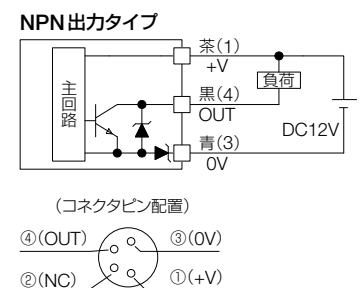 NPN出力タイプ
茶(1)
+V
負荷
主回路
黒(4)
OUT
DC12V
青(3)
0V
(コネクタピン配置)
④(OUT)
③(0V)
②(NC)
①(+V)